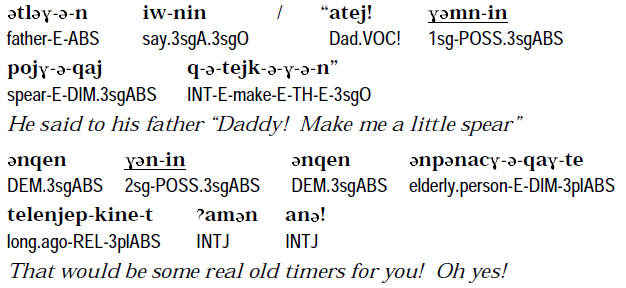 ətləɣ-ə-n iw-nin / “atej! ɣəmn-in
father-E-ABS say.3sgA.3sgO Dad.VOC! 1sg-POSS.3sgABS
pojɣ-ə-qaj q-ə-tejk-ə-ɣ-ə-n”
spear-E-DIM.3sgABS INT-E-make-E-TH-E-3sgO
He said to his father “Daddy! Make me a little spear”
ənqen ɣən-in ənqen ənpənacɣ-ə-qaɣ-te
DEM.3sgABS 2sg-POSS.3sgABS DEM.3sgABS elderly.person-E-DIM-3plABS
telenjep-kine-t ʔamən anə!
long.ago-REL-3plABS INTJ INTJ
That would be some real old timers for you! Oh yes!